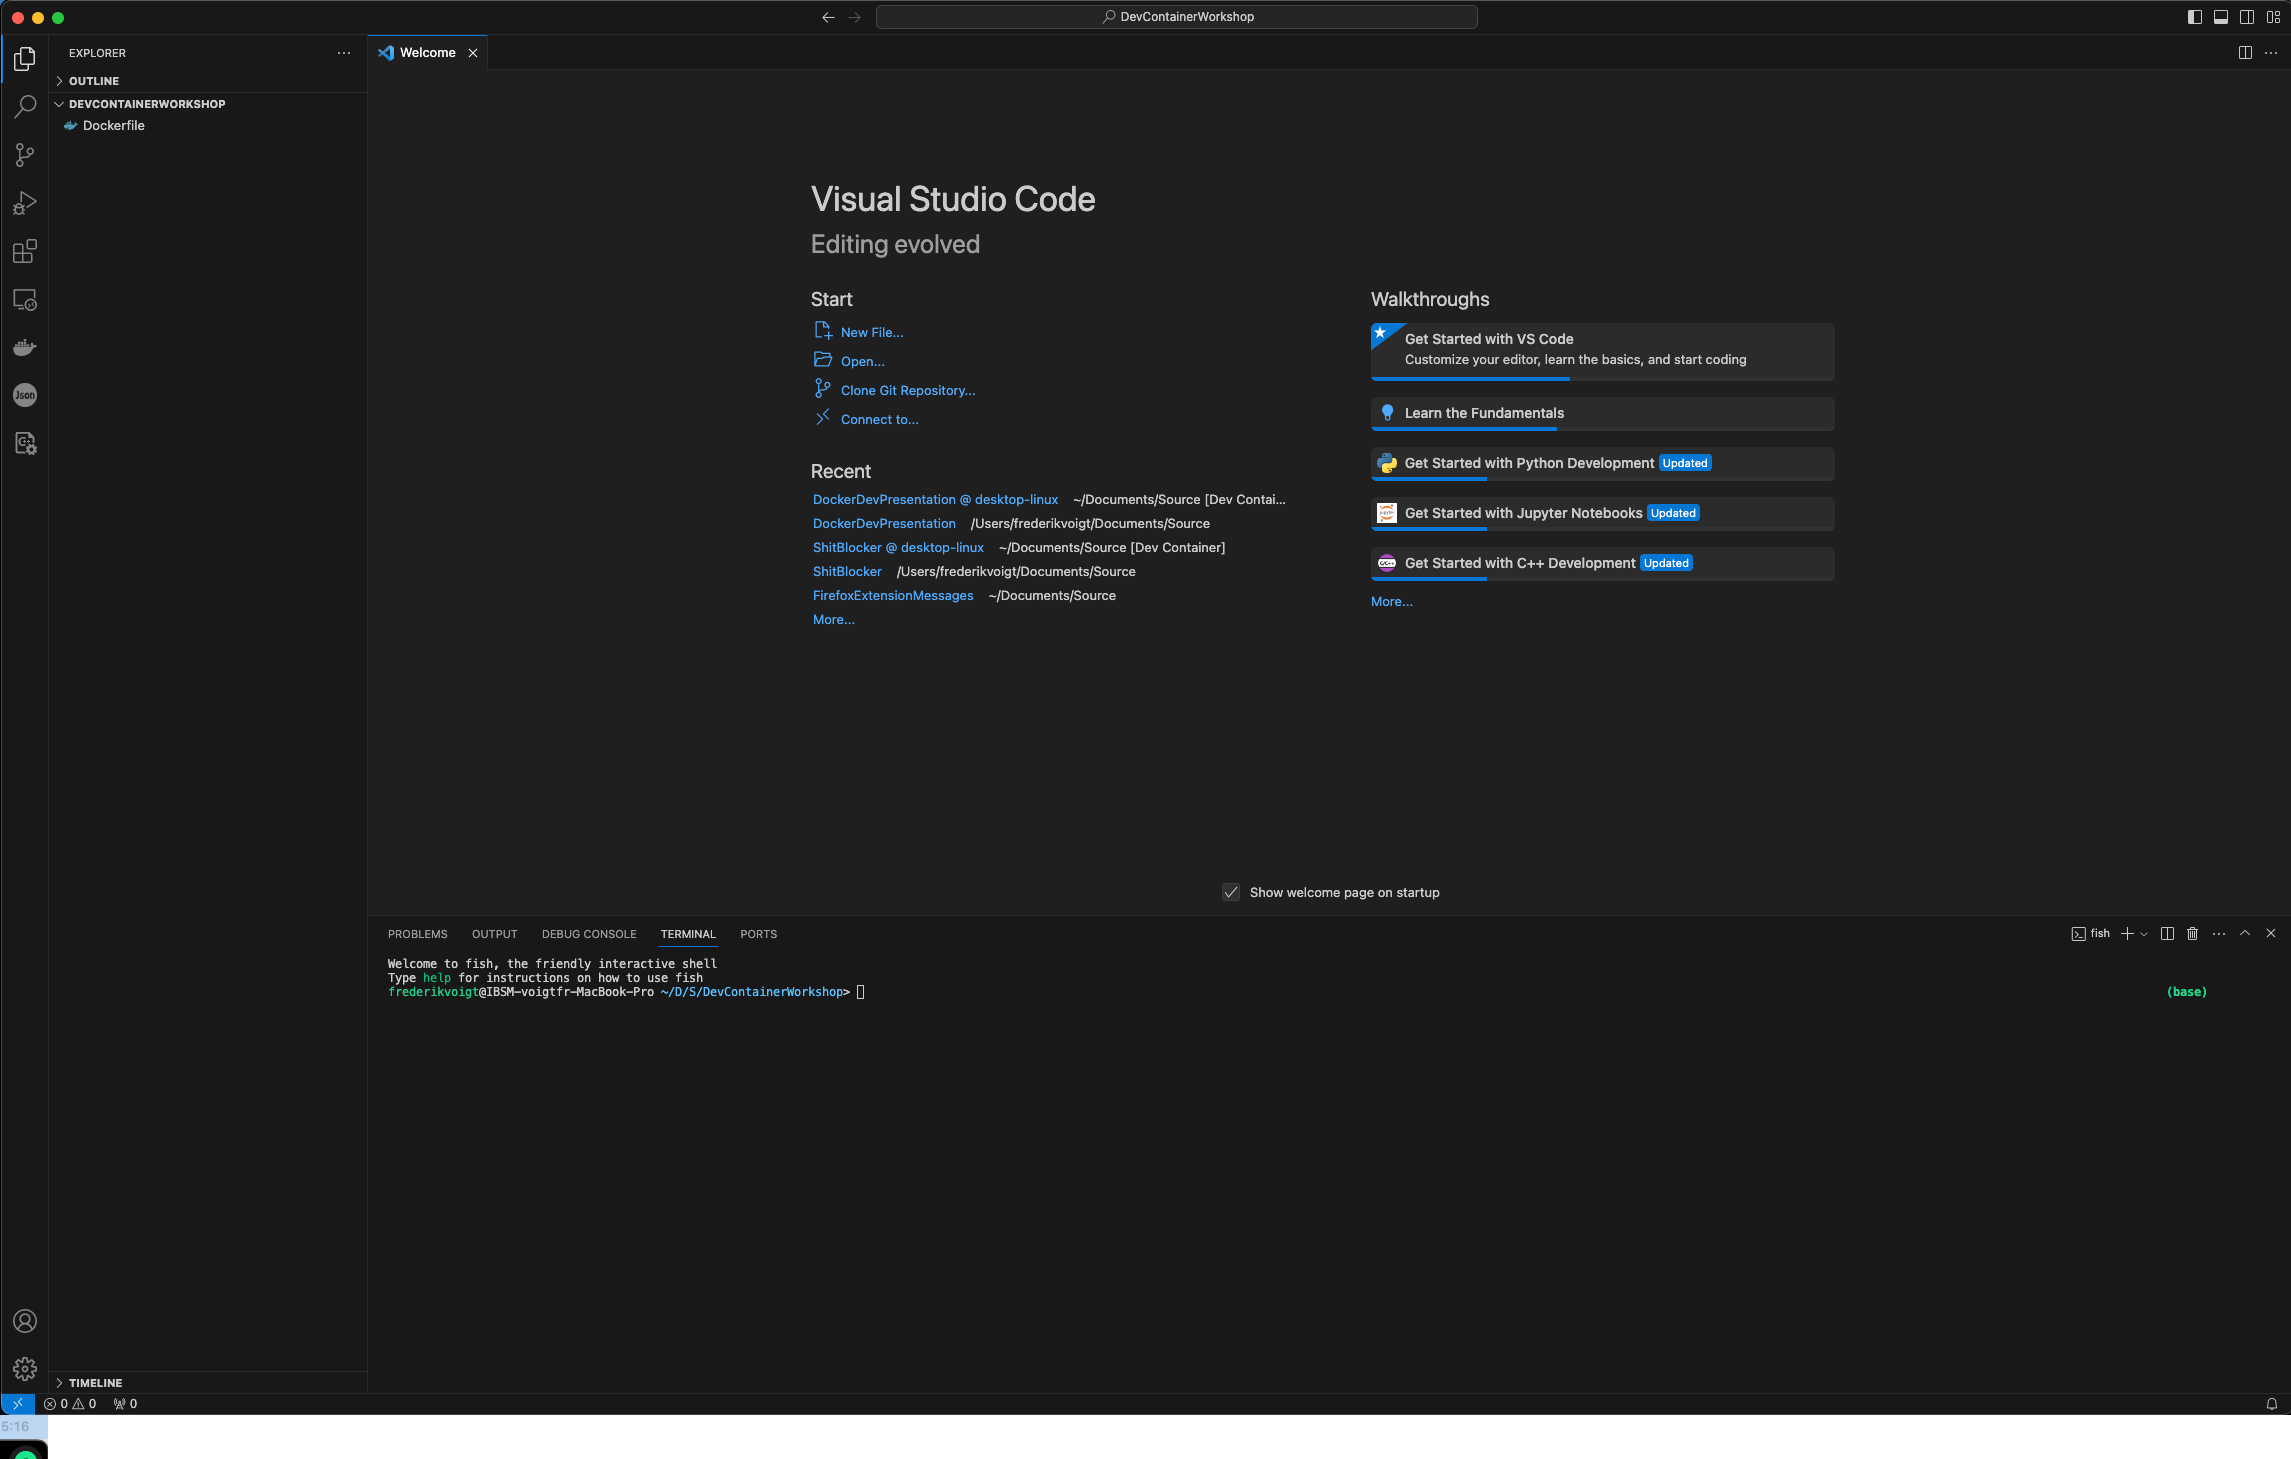 DevContainerWorkshop
EXPLORER
OUTLINE
DEVCONTAINERWORKSHOP
Dockerfile
Json
C+
TIMELINE
Welcome
Visual Studio Code
Editing evolved
Start
New File...
Open...
Clone Git Repository...
Connect to...
Recent
DockerDevPresentation @ desktop-linux ~/Documents/Source [Dev Contai...
DockerDevPresentation /Users/frederikvoigt/Documents/Source
ShitBlocker @ desktop-linux ~/Documents/Source [Dev Container]
ShitBlocker /Users/frederikvoigt/Documents/Source
FirefoxExtensionMessages ~/Documents/Source
More...
Walkthroughs
Get Started with VS Code
Customize your editor, learn the basics, and start coding
Learn the Fundamentals
Get Started with Python Development Updated
Get Started with Jupyter Notebooks Updated
C/C++ Get Started with C++ Development Updated
More...
Show welcome page on startup
PROBLEMS OUTPUT DEBUG CONSOLE TERMINAL PORTS
fish
Welcome to fish, the friendly interactive shell
Type help for instructions on how to use fish
frederikvoigt@IBSM-voigtfr-MacBook-Pro ~/D/S/DevContainerWorkshop> (base)
0 0 0
5:16